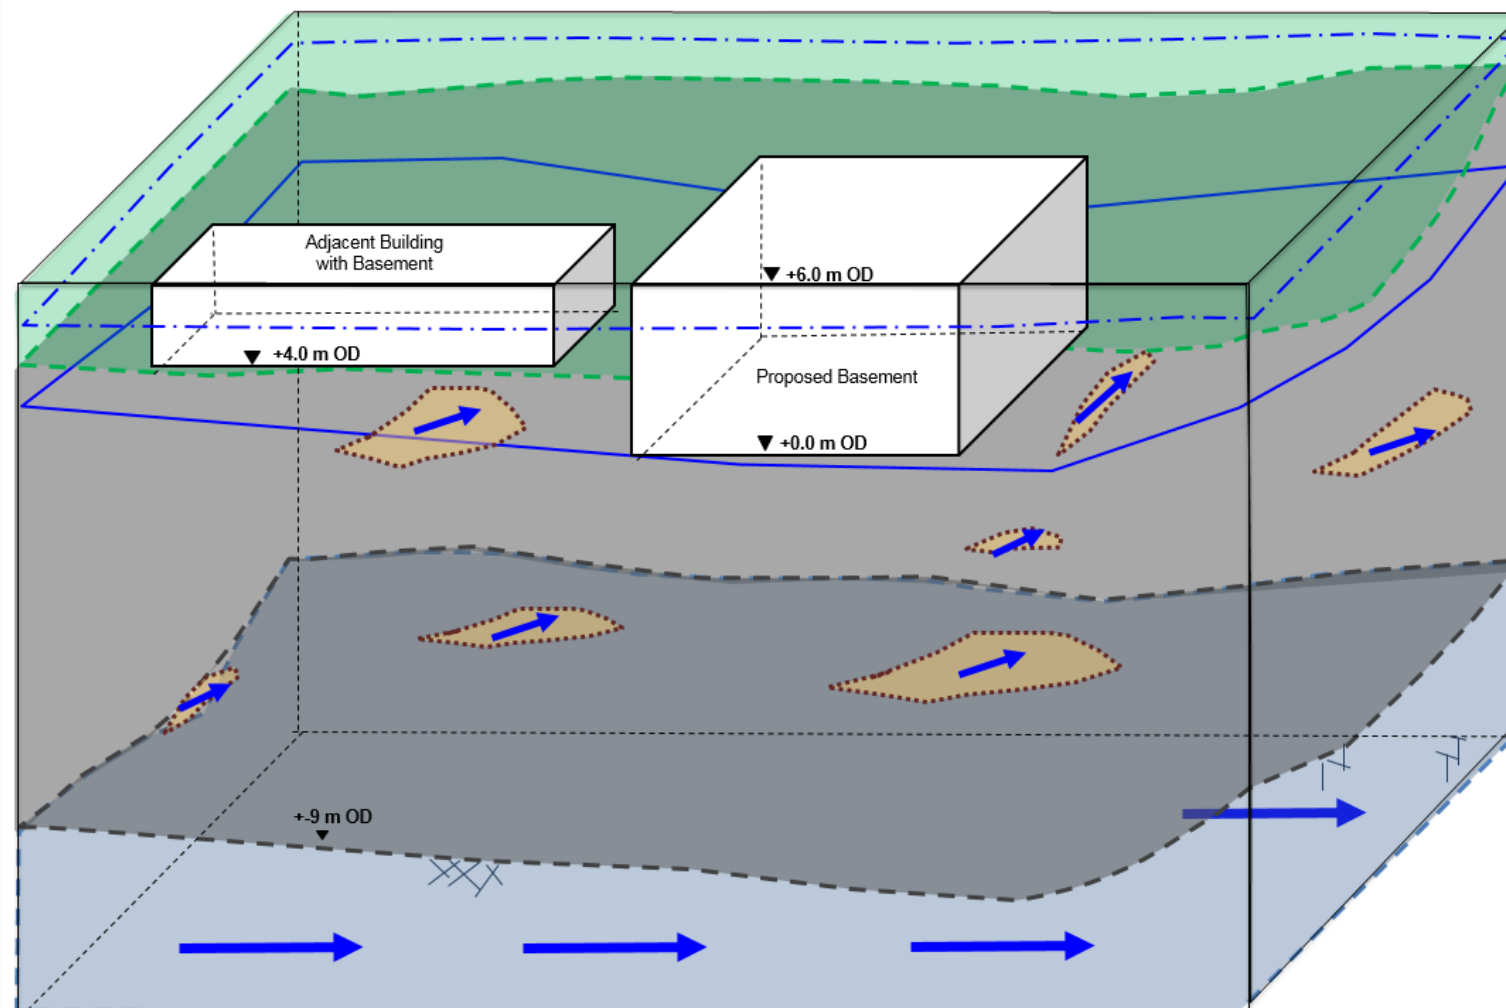 Adjacent Building
with Basement
+6.0 m OD
+4.0 m OD
Proposed Basement
+0.0 m OD
+-9 m OD